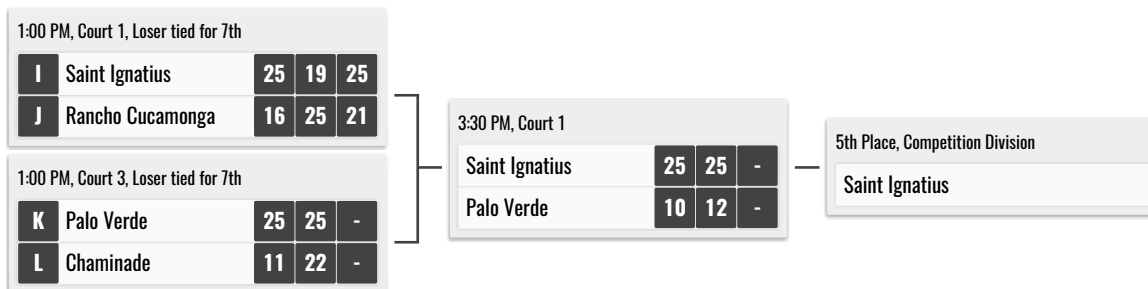 1:00 PM, Court 1, Loser tied for 7th
I Saint Ignatius 25 19 25
J Rancho Cucamonga 16 25 21
1:00 PM, Court 3, Loser tied for 7th
K Palo Verde 25 25 -
L Chaminade 11 22 -
3:30 PM, Court 1
Saint Ignatius 25 25 -
Palo Verde 10 12 -
5th Place, Competition Division
Saint Ignatius